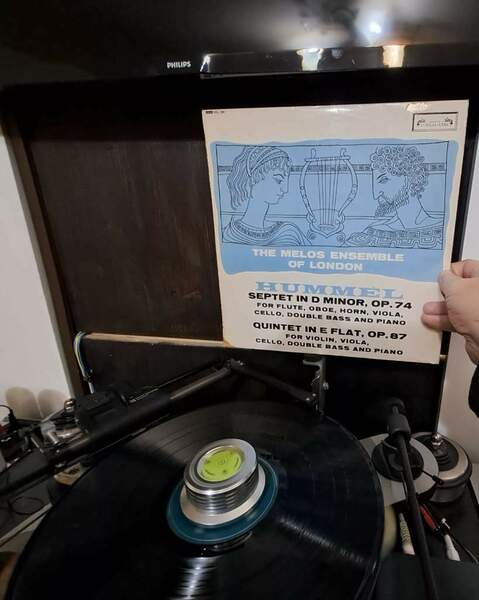 PHILIPS
THE MELOS ENSEMBLE
OF LONDON
HUMMEL
SEPTET IN D MINOR, OP. 74
FOR FLUTE, OBOE, HORN, VIOLA,
CELLO, DOUBLE BASS AND PIANO
QUINTET IN E FLAT, OP. 87
FOR VIOLIN, VIOLA,
CELLO, DOUBLE BASS AND PIANO